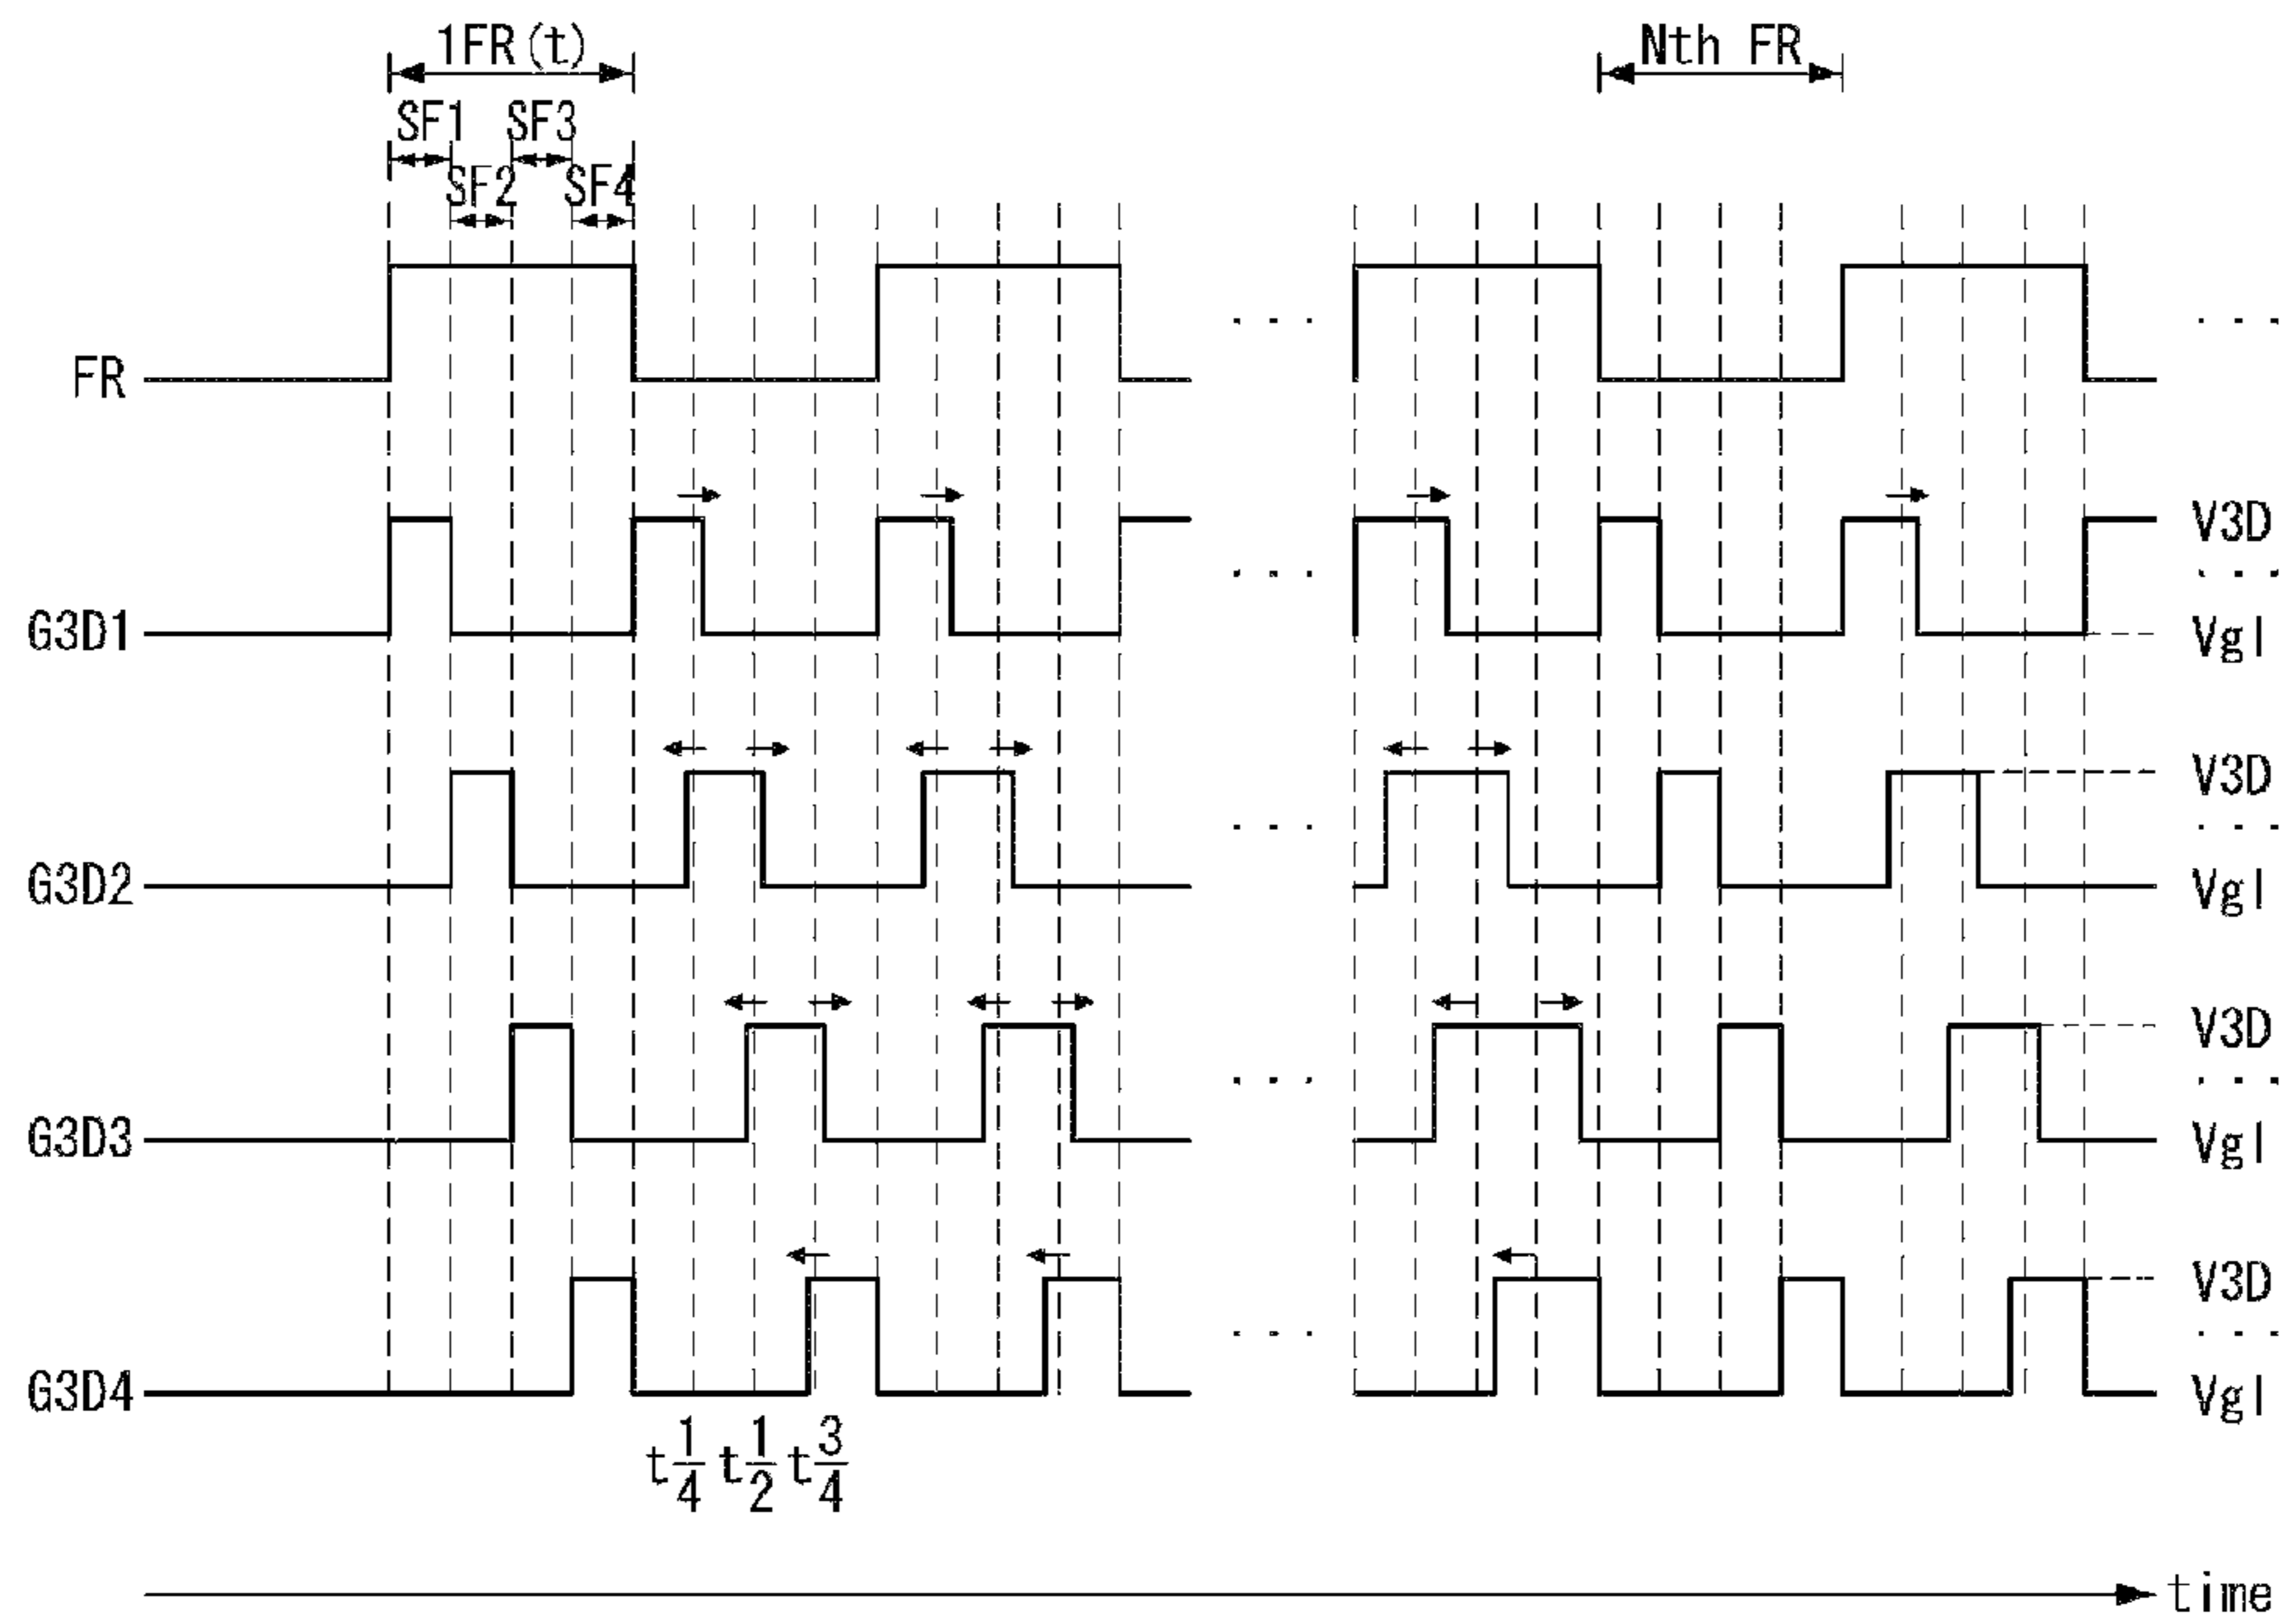 1FR(t)
Nth FR
SF1
SF3
SF2
SF4
FR
...
...
G3D1
...
V3D
...
Vgl
G3D2
...
V3D
...
Vgl
G3D3
...
V3D
...
Vgl
G3D4
...
V3D
...
Vgl
t1/4 t1/2 t3/4
time